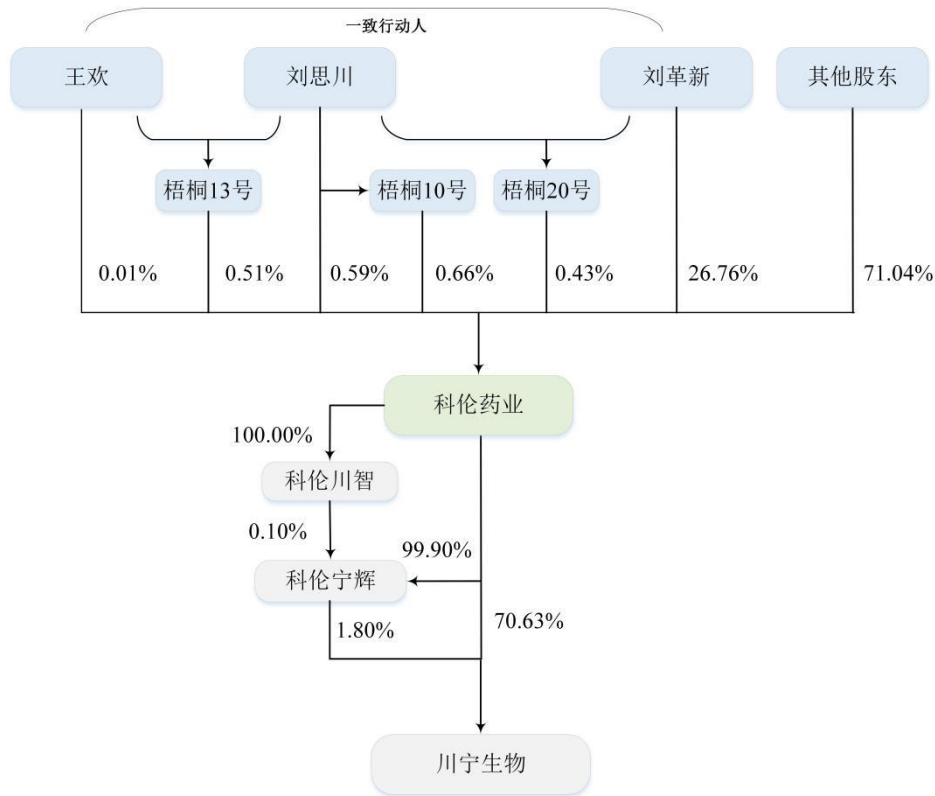 一致行动人
王欢
刘思川
刘革新
其他股东
梧桐13号
梧桐10号
梧桐20号
0.01%
0.51%
0.59%
0.66%
0.43%
26.76%
71.04%
科伦药业
100.00%
科伦川智
0.10%
99.90%
科伦宁辉
1.80%
70.63%
川宁生物